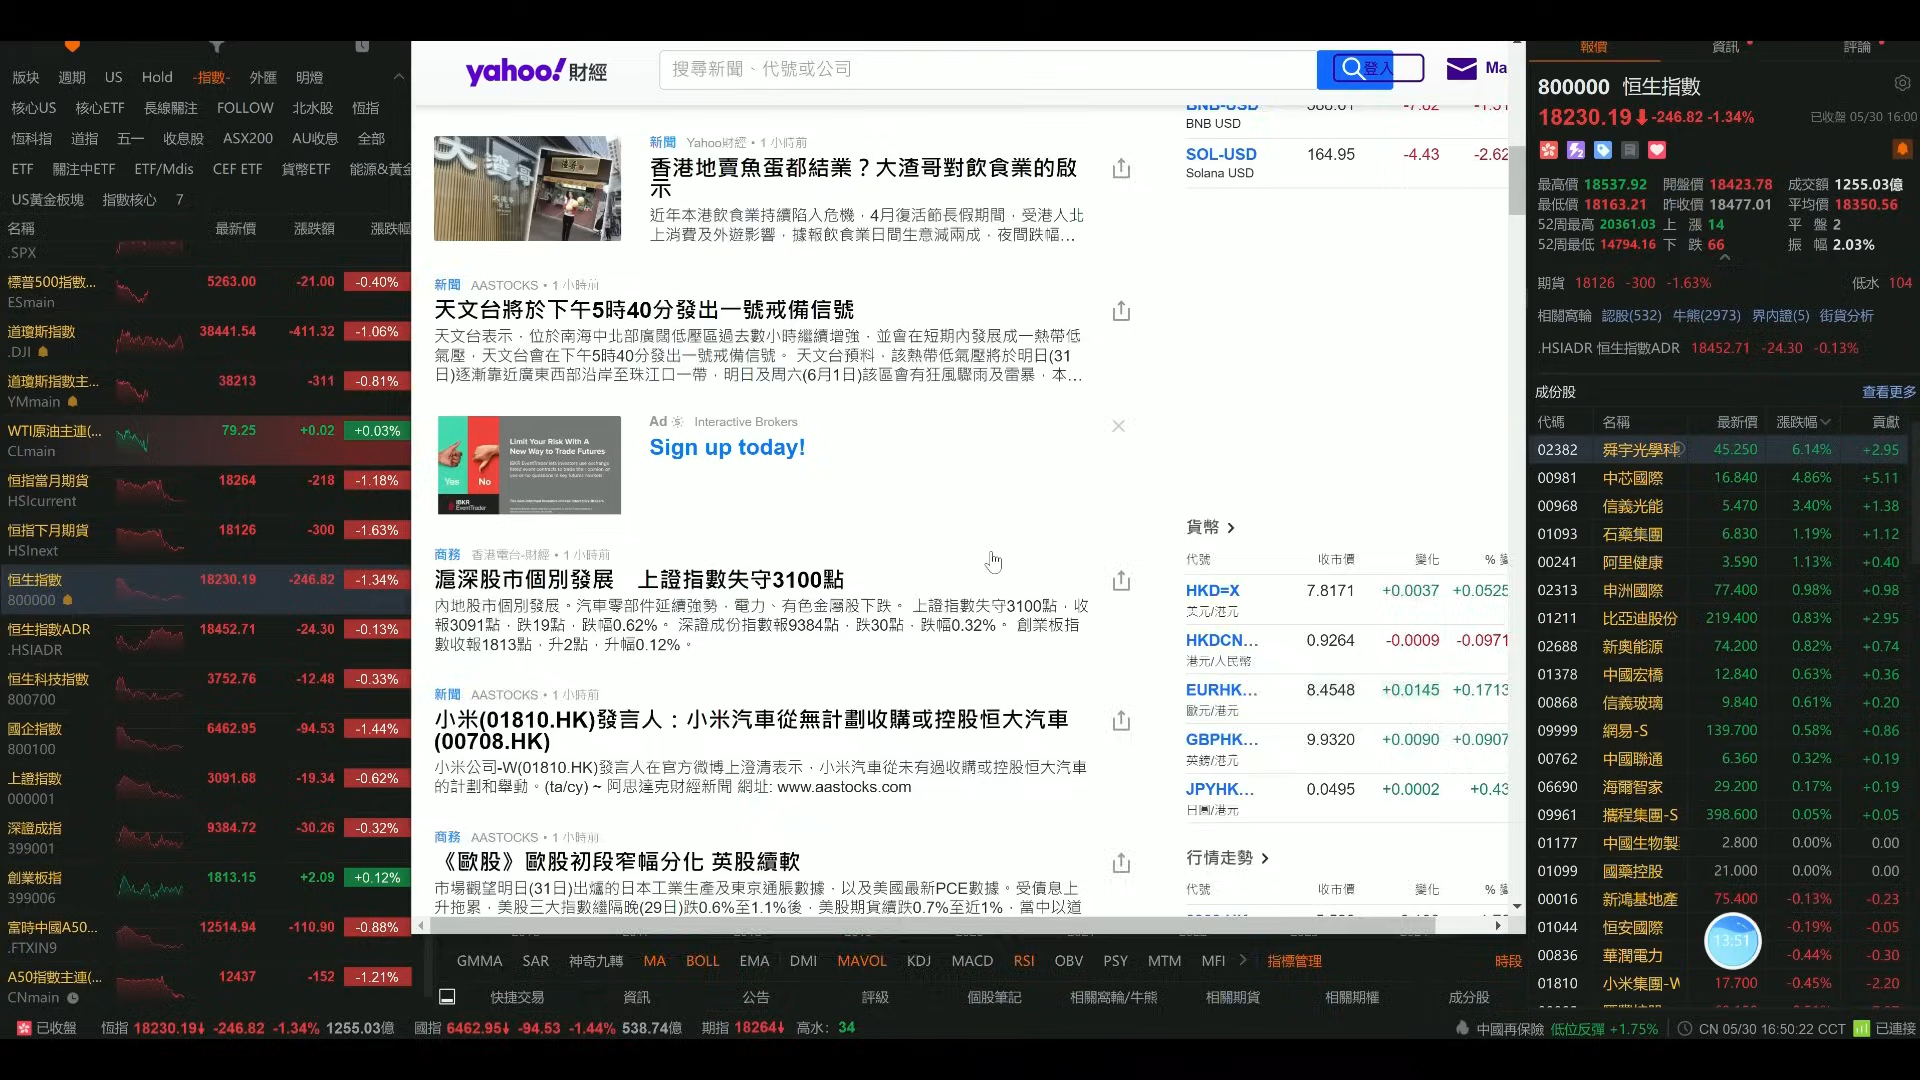 版块 週期 US Hold -指數- 外匯 明燈
核心US 核心ETF 長線關注 FOLLOW 北水股 恆指
恆科指 道指 五一 收息股 ASX200 AU收息 全部
ETF 關注中ETF ETF/Mdis CEF ETF 貨幣ETF 能源&黃金
US黃金板塊 指數核心 7
名稱 最新價 漲跌額 漲跌幅
.SPX
標普500指數... 5263.00 -21.00 -0.40%
ESmain
道瓊斯指數 38441.54 -411.32 -1.06%
.DJI
道瓊斯指數主... 38213 -311 -0.81%
YMmain
WTI原油主連(... 79.25 +0.02 +0.03%
CLmain
恒指當月期貨 18264 -218 -1.18%
HSIcurrent
恒指下月期貨 18126 -300 -1.63%
HSInext
恒生指數 18230.19 -246.82 -1.34%
800000
恒生指數ADR 18452.71 -24.30 -0.13%
.HSIADR
恒生科技指數 3752.76 -12.48 -0.33%
800700
國企指數 6462.95 -94.53 -1.44%
800100
上證指數 3091.68 -19.34 -0.62%
000001
深證成指 9384.72 -30.26 -0.32%
399001
創業板指 1813.15 +2.09 +0.12%
399006
富時中國A50... 12514.94 -110.90 -0.88%
.FTXIN9
A50指數主連(... 12437 -152 -1.21%
CNmain
yahoo!財經 搜尋新聞、代號或公司 登入 Ma
新聞 Yahoo財經 • 1 小時前
香港地賣魚蛋都結業？大渣哥對飲食業的啟
示
近年本港飲食業持續陷入危機，4月復活節長假期間，受港人北
上消費及外遊影響，據報飲食業日間生意減兩成，夜間跌幅...
新聞 AASTOCKS • 1 小時前
天文台將於下午5時40分發出一號戒備信號
天文台表示，位於南海中北部廣闊低壓區過去數小時繼續增強，並會在短期內發展成一熱帶低
氣壓，天文台會在下午5時40分發出一號戒備信號。 天文台預料，該熱帶低氣壓將於明日(31
日)逐漸靠近廣東西部沿岸至珠江口一帶，明日及周六(6月1日)該區會有狂風驟雨及雷暴，本...
Limit Your Risk With A
New Way to Trade Futures
Yes No
IBKR
EventTrader
Ad Interactive Brokers
Sign up today!
商務 香港電台-財經 • 1 小時前
滬深股市個別發展 上證指數失守3100點
內地股市個別發展。汽車零部件延續強勢，電力、有色金屬股下跌。 上證指數失守3100點，收
報3091點，跌19點，跌幅0.62%。 深證成份指數報9384點，跌30點，跌幅0.32%。 創業板指
數收報1813點，升2點，升幅0.12%。
新聞 AASTOCKS • 1 小時前
小米(01810.HK)發言人：小米汽車從無計劃收購或控股恒大汽車
(00708.HK)
小米公司-W(01810.HK)發言人在官方微博上澄清表示，小米汽車從未有過收購或控股恒大汽車
的計劃和舉動。(ta/cy) ~ 阿思達克財經新聞 網址: www.aastocks.com
商務 AASTOCKS • 1 小時前
《歐股》歐股初段窄幅分化 英股續軟
市場觀望明日(31日)出爐的日本工業生產及東京通脹數據，以及美國最新PCE數據。受債息上
升拖累，美股三大指數繼隔晚(29日)跌0.6%至1.1%後，美股期貨續跌0.7%至近1%，當中以道
BNB-USD 588.61 -7.82 -1.31
BNB USD
SOL-USD 164.95 -4.43 -2.62
Solana USD
貨幣
代號 收市價 變化 % 變
HKD=X 7.8171 +0.0037 +0.0525
美元/港元
HKDCN... 0.9264 -0.0009 -0.0971
港元/人民幣
EURHK... 8.4548 +0.0145 +0.1713
歐元/港元
GBPHK... 9.9320 +0.0090 +0.0907
英鎊/港元
JPYHK... 0.0495 +0.0002 +0.43
日圓/港元
行情走勢
代號 收市價 變化 % 變
GMMA SAR 神奇九轉 MA BOLL EMA DMI MAVOL KDJ MACD RSI OBV PSY MTM MFI 指標管理 時段
快捷交易 資訊 公告 評級 個股筆記 相關窩輪/牛熊 相關期貨 相關期權 成分股
報價 資訊 評論
800000 恒生指數
18230.19 -246.82 -1.34% 已收盤 05/30 16:00
最高價 18537.92 開盤價 18423.78 成交額 1255.03億
最低價 18163.21 昨收價 18477.01 平均價 18350.56
52周最高 20361.03 上 漲 14 平 盤 2
52周最低 14794.16 下 跌 66 振 幅 2.03%
期貨 18126 -300 -1.63% 低水 104
相關窩輪 認股(532) 牛熊(2973) 界內證(5) 街貨分析
.HSIADR 恒生指數ADR 18452.71 -24.30 -0.13%
成份股 查看更多
代碼 名稱 最新價 漲跌幅 貢獻
02382 舜宇光學科 45.250 6.14% +2.95
00981 中芯國際 16.840 4.86% +5.11
00968 信義光能 5.470 3.40% +1.38
01093 石藥集團 6.830 1.19% +1.12
00241 阿里健康 3.590 1.13% +0.40
02313 申洲國際 77.400 0.98% +0.98
01211 比亞迪股份 219.400 0.83% +2.95
02688 新奧能源 74.200 0.82% +0.74
01378 中國宏橋 12.840 0.63% +0.36
00868 信義玻璃 9.840 0.61% +0.20
09999 網易-S 139.700 0.58% +0.86
00762 中國聯通 6.360 0.32% +0.19
06690 海爾智家 29.200 0.17% +0.19
09961 攜程集團-S 398.600 0.05% +0.05
01177 中國生物製 2.800 0.00% 0.00
01099 國藥控股 21.000 0.00% 0.00
00016 新鴻基地產 75.400 -0.13% -0.23
01044 恒安國際 -0.19% -0.05
00836 華潤電力 -0.44% -0.30
01810 小米集團-W 17.700 -0.45% -2.20
13:51
已收盤 恆指 18230.19 -246.82 -1.34% 1255.03億 國指 6462.95 -94.53 -1.44% 538.74億 期指 18264 高水: 34 中國再保險 低位反彈 +1.75% CN 05/30 16:50:22 CCT 已連接